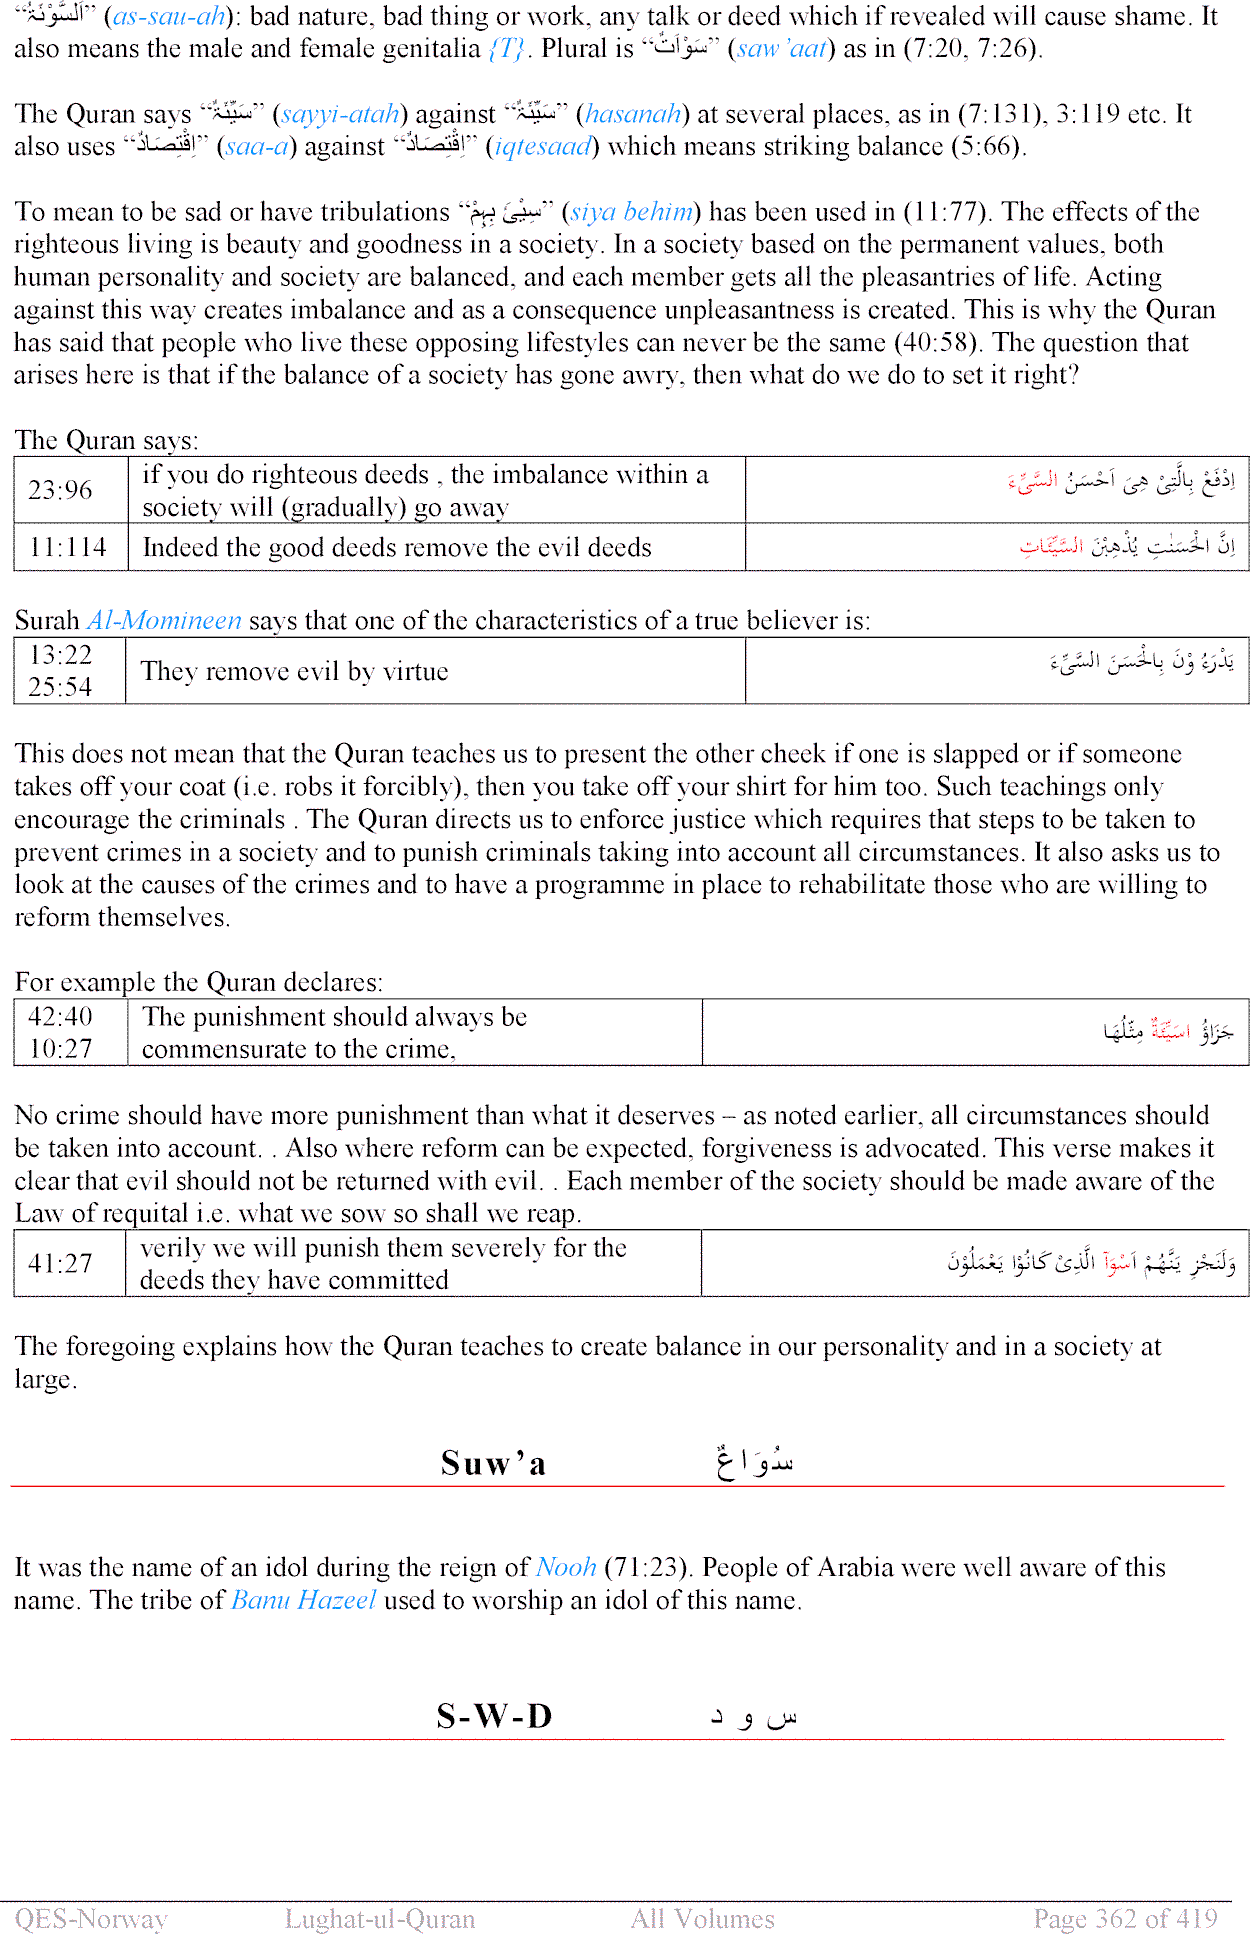 “اَلسَّوْئَۃُ” (as-sau-ah): bad nature, bad thing or work, any talk or deed which if revealed will cause shame. It
also means the male and female genitalia {T}. Plural is “سَوْاٰتٌ” (saw’aat) as in (7:20, 7:26).
The Quran says “سَیِّئَۃٌ” (sayyi-atah) against “سَیِّئَۃٌ” (hasanah) at several places, as in (7:131), 3:119 etc. It
also uses “اِقْتِصَادٌ” (saa-a) against “اِقْتِصَادٌ” (iqtesaad) which means striking balance (5:66).
To mean to be sad or have tribulations “سِیْیَٔ بِہِمْ” (siya behim) has been used in (11:77). The effects of the
righteous living is beauty and goodness in a society. In a society based on the permanent values, both
human personality and society are balanced, and each member gets all the pleasantries of life. Acting
against this way creates imbalance and as a consequence unpleasantness is created. This is why the Quran
has said that people who live these opposing lifestyles can never be the same (40:58). The question that
arises here is that if the balance of a society has gone awry, then what do we do to set it right?
The Quran says:
23:96 if you do righteous deeds , the imbalance within a
society will (gradually) go away
اِدْفَعْ بِالَّتِیْ هِیَ اَحْسَنُ السَّیِّءَ
11:114 Indeed the good deeds remove the evil deeds اِنَّ الْحَسَنٰتِ یُذْهِبْنَ السَّیِّئَاتِ
Surah Al-Momineen says that one of the characteristics of a true believer is:
13:22
25:54
They remove evil by virtue یَدْرَءُ وْنَ بِالْحَسَنَ السَّیِّءَ
This does not mean that the Quran teaches us to present the other cheek if one is slapped or if someone
takes off your coat (i.e. robs it forcibly), then you take off your shirt for him too. Such teachings only
encourage the criminals . The Quran directs us to enforce justice which requires that steps to be taken to
prevent crimes in a society and to punish criminals taking into account all circumstances. It also asks us to
look at the causes of the crimes and to have a programme in place to rehabilitate those who are willing to
reform themselves.
For example the Quran declares:
42:40 The punishment should always be
10:27 commensurate to the crime,
جَزَاؤُ اسَیِّئَةٌ مِّثْلُهَا
No crime should have more punishment than what it deserves – as noted earlier, all circumstances should
be taken into account. . Also where reform can be expected, forgiveness is advocated. This verse makes it
clear that evil should not be returned with evil. . Each member of the society should be made aware of the
Law of requital i.e. what we sow so shall we reap.
41:27 verily we will punish them severely for the
deeds they have committed
وَلَنَجْزِ یَنَّهُمْ اَسْوَآ الَّذِیْ کَانُوْا یَعْمَلُوْنَ
The foregoing explains how the Quran teaches to create balance in our personality and in a society at
large.
Suw’a سُوَاعٌ
It was the name of an idol during the reign of Nooh (71:23). People of Arabia were well aware of this
name. The tribe of Banu Hazeel used to worship an idol of this name.
S-W-D س و د
QES-Norway Lughat-ul-Quran All Volumes Page 362 of 419